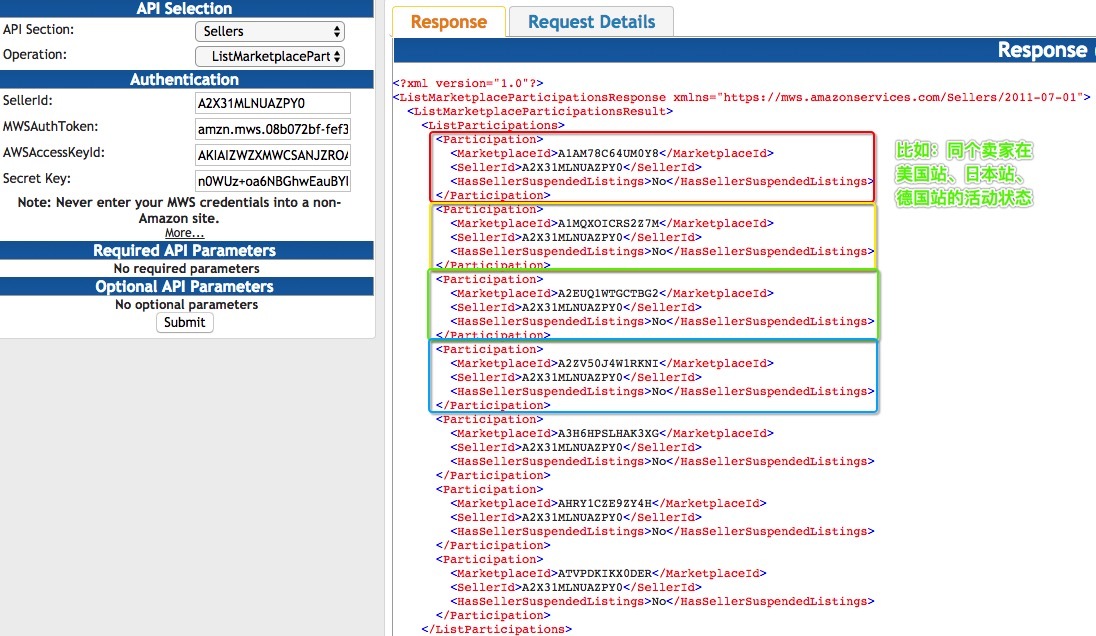 API Selection
API Section:
Sellers
Operation:
ListMarketplacePart
Authentication
SellerId:
A2X31MLNUAZPY0
MWSAuthToken:
amzn.mws.08b072bf-fef3
AWSAccessKeyId:
AKIAIZWZXMWCSANJZROA
Secret Key:
n0WUz+oa6NBGhwEauBYI
Note: Never enter your MWS credentials into a non-
Amazon site.
More...
Required API Parameters
No required parameters
Optional API Parameters
No optional parameters
Submit
Response
Request Details
Response
<?xml version="1.0"?>
<ListMarketplaceParticipationsResponse xmlns="https://mws.amazonservices.com/Sellers/2011-07-01">
<ListMarketplaceParticipationsResult>
<ListParticipations>
<Participation>
<MarketplaceId>A1AM78C64UM0Y8</MarketplaceId>
<SellerId>A2X31MLNUAZPY0</SellerId>
<HasSellerSuspendedListings>No</HasSellerSuspendedListings>
</Participation>
<Participation>
<MarketplaceId>A1MQXOICRS2Z7M</MarketplaceId>
<SellerId>A2X31MLNUAZPY0</SellerId>
<HasSellerSuspendedListings>No</HasSellerSuspendedListings>
</Participation>
<Participation>
<MarketplaceId>A2EUQ1WTGCTBG2</MarketplaceId>
<SellerId>A2X31MLNUAZPY0</SellerId>
<HasSellerSuspendedListings>No</HasSellerSuspendedListings>
</Participation>
<Participation>
<MarketplaceId>A2ZV50J4W1RKNI</MarketplaceId>
<SellerId>A2X31MLNUAZPY0</SellerId>
<HasSellerSuspendedListings>No</HasSellerSuspendedListings>
</Participation>
<Participation>
<MarketplaceId>A3H6HPSLHAK3XG</MarketplaceId>
<SellerId>A2X31MLNUAZPY0</SellerId>
<HasSellerSuspendedListings>No</HasSellerSuspendedListings>
</Participation>
<Participation>
<MarketplaceId>AHRY1CZE9ZY4H</MarketplaceId>
<SellerId>A2X31MLNUAZPY0</SellerId>
<HasSellerSuspendedListings>No</HasSellerSuspendedListings>
</Participation>
<Participation>
<MarketplaceId>ATVPDKIKX0DER</MarketplaceId>
<SellerId>A2X31MLNUAZPY0</SellerId>
<HasSellerSuspendedListings>No</HasSellerSuspendedListings>
</Participation>
</ListParticipations>
比如：同个卖家在
美国站、日本站、
德国站的活动状态